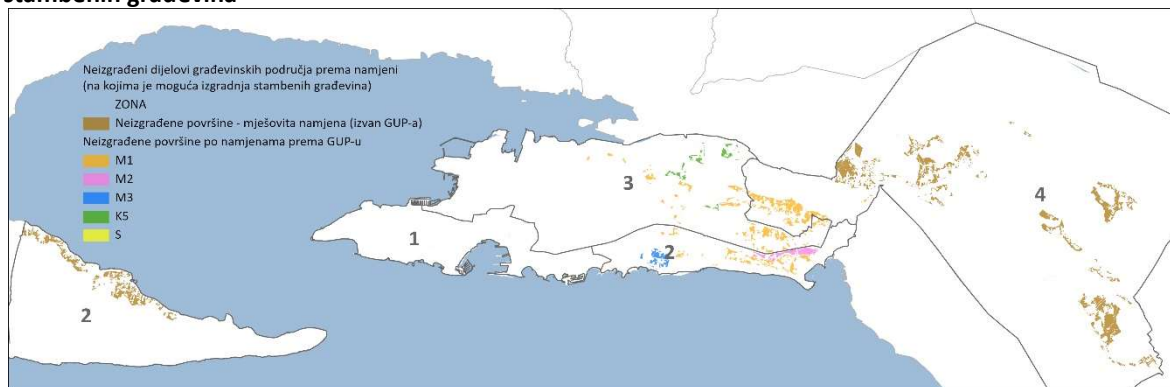 stambenih građevina
Neizgrađeni dijelovi građevinskih područja prema namjeni
(na kojima je moguća izgradnja stambenih građevina)
ZONA
Neizgrađene površine - mješovita namjena (izvan GUP-a)
Neizgrađene površine po namjenama prema GUP-u
M1
M2
M3
K5
S
3
4
1
2
2